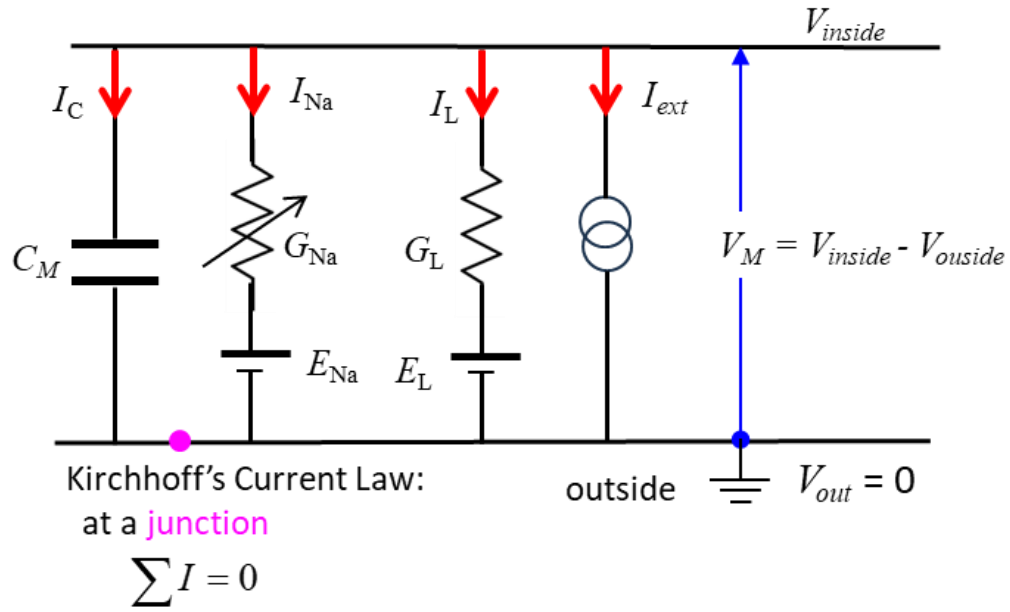 V_inside
I_C
I_Na
I_L
I_ext
C_M
G_Na
G_L
V_M = V_inside - V_ouside
E_Na
E_L
Kirchhoff’s Current Law:
at a junction
∑ I = 0
outside
V_out = 0